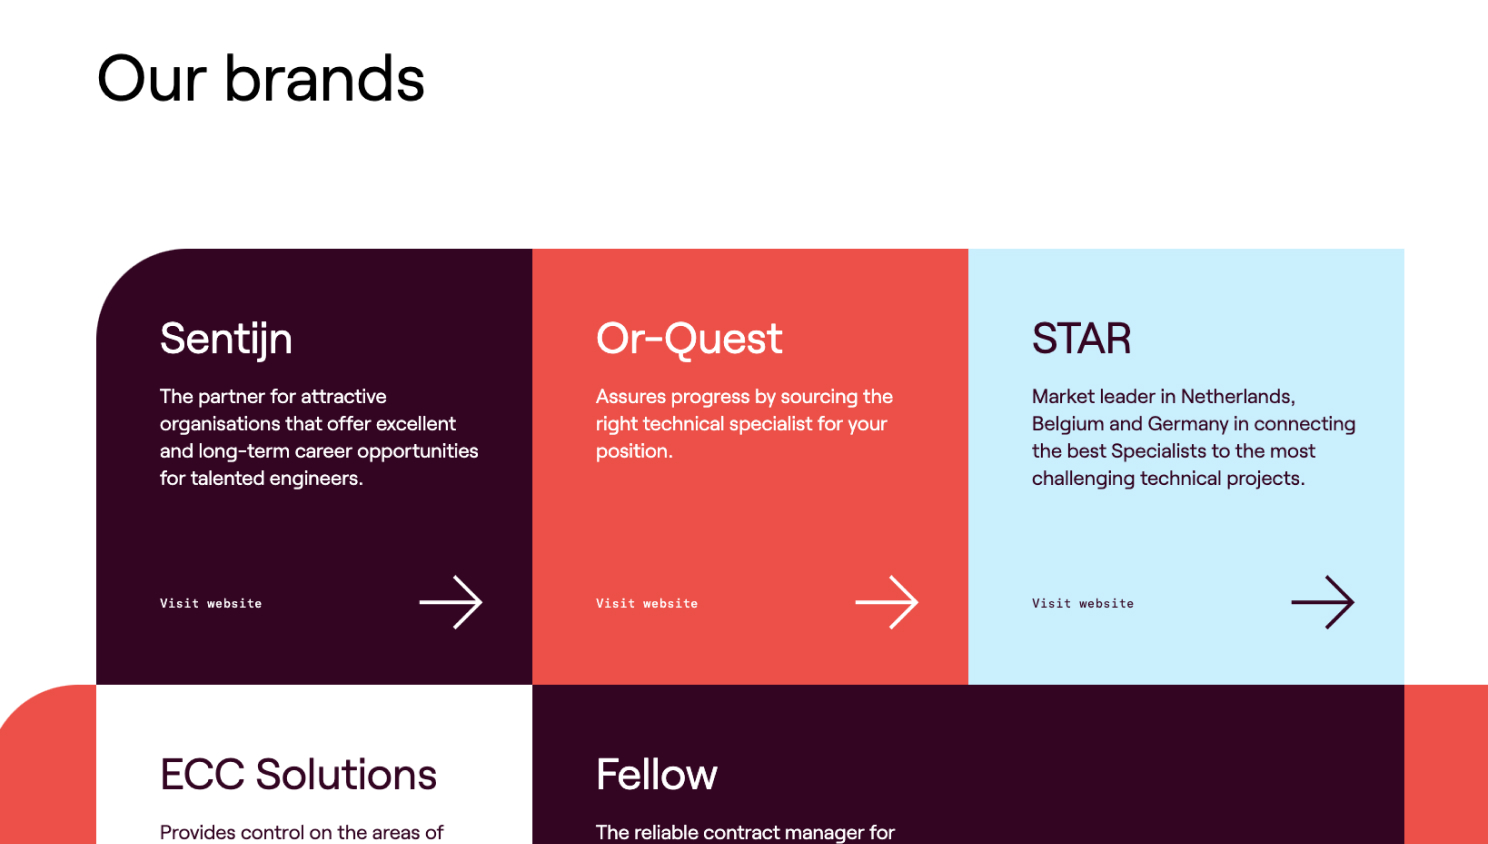 Our brands
Sentijn
The partner for attractive
organisations that offer excellent
and long-term career opportunities
for talented engineers.
Visit website
Or-Quest
Assures progress by sourcing the
right technical specialist for your
position.
Visit website
STAR
Market leader in Netherlands,
Belgium and Germany in connecting
the best Specialists to the most
challenging technical projects.
Visit website
ECC Solutions
Provides control on the areas of
Fellow
The reliable contract manager for